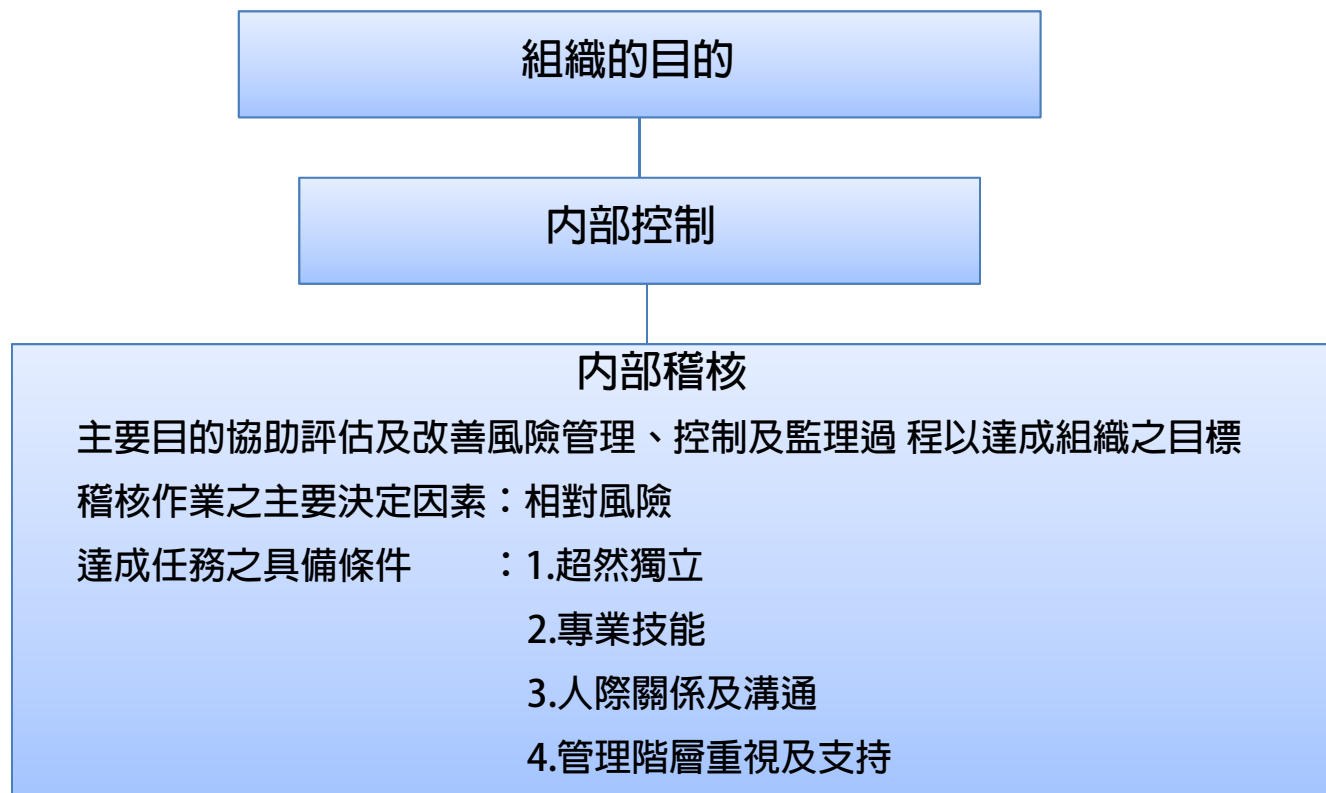 組織的目的
內部控制
內部稽核
主要目的協助評估及改善風險管理、控制及監理過 程以達成組織之目標
稽核作業之主要決定因素：相對風險
達成任務之具備條件　　：1.超然獨立
2.專業技能
3.人際關係及溝通
4.管理階層重視及支持